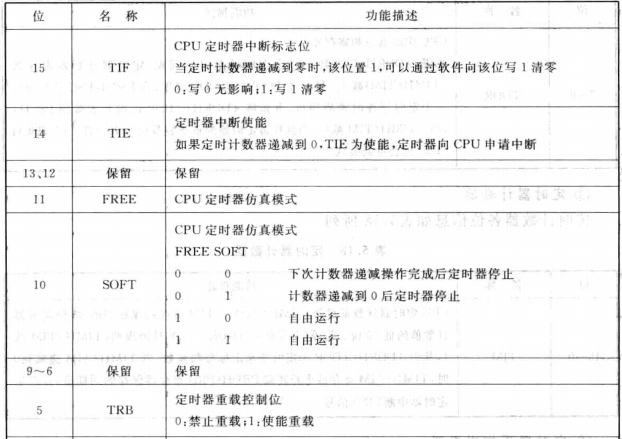 位 名 称 功能描述
CPU 定时器中断标志位
15 TIF 当定时计数器递减到零时,该位置 1,可以通过软件向该位写 1 清零
0:写 0 无影响;1:写 1 清零
定时器中断使能
14 TIE 如果定时计数器递减到 0,TIE 为使能,定时器向 CPU 申请中断
13、12 保留 保留
11 FREE CPU 定时器仿真模式
CPU 定时器仿真模式
FREE SOFT
0 0 下次计数器递减操作完成后定时器停止
10 SOFT 0 1 计数器递减到 0 后定时器停止
1 0 自由运行
1 1 自由运行
9~6 保留 保留
定时器重载控制位
5 TRB 0:禁止重载;1:使能重载